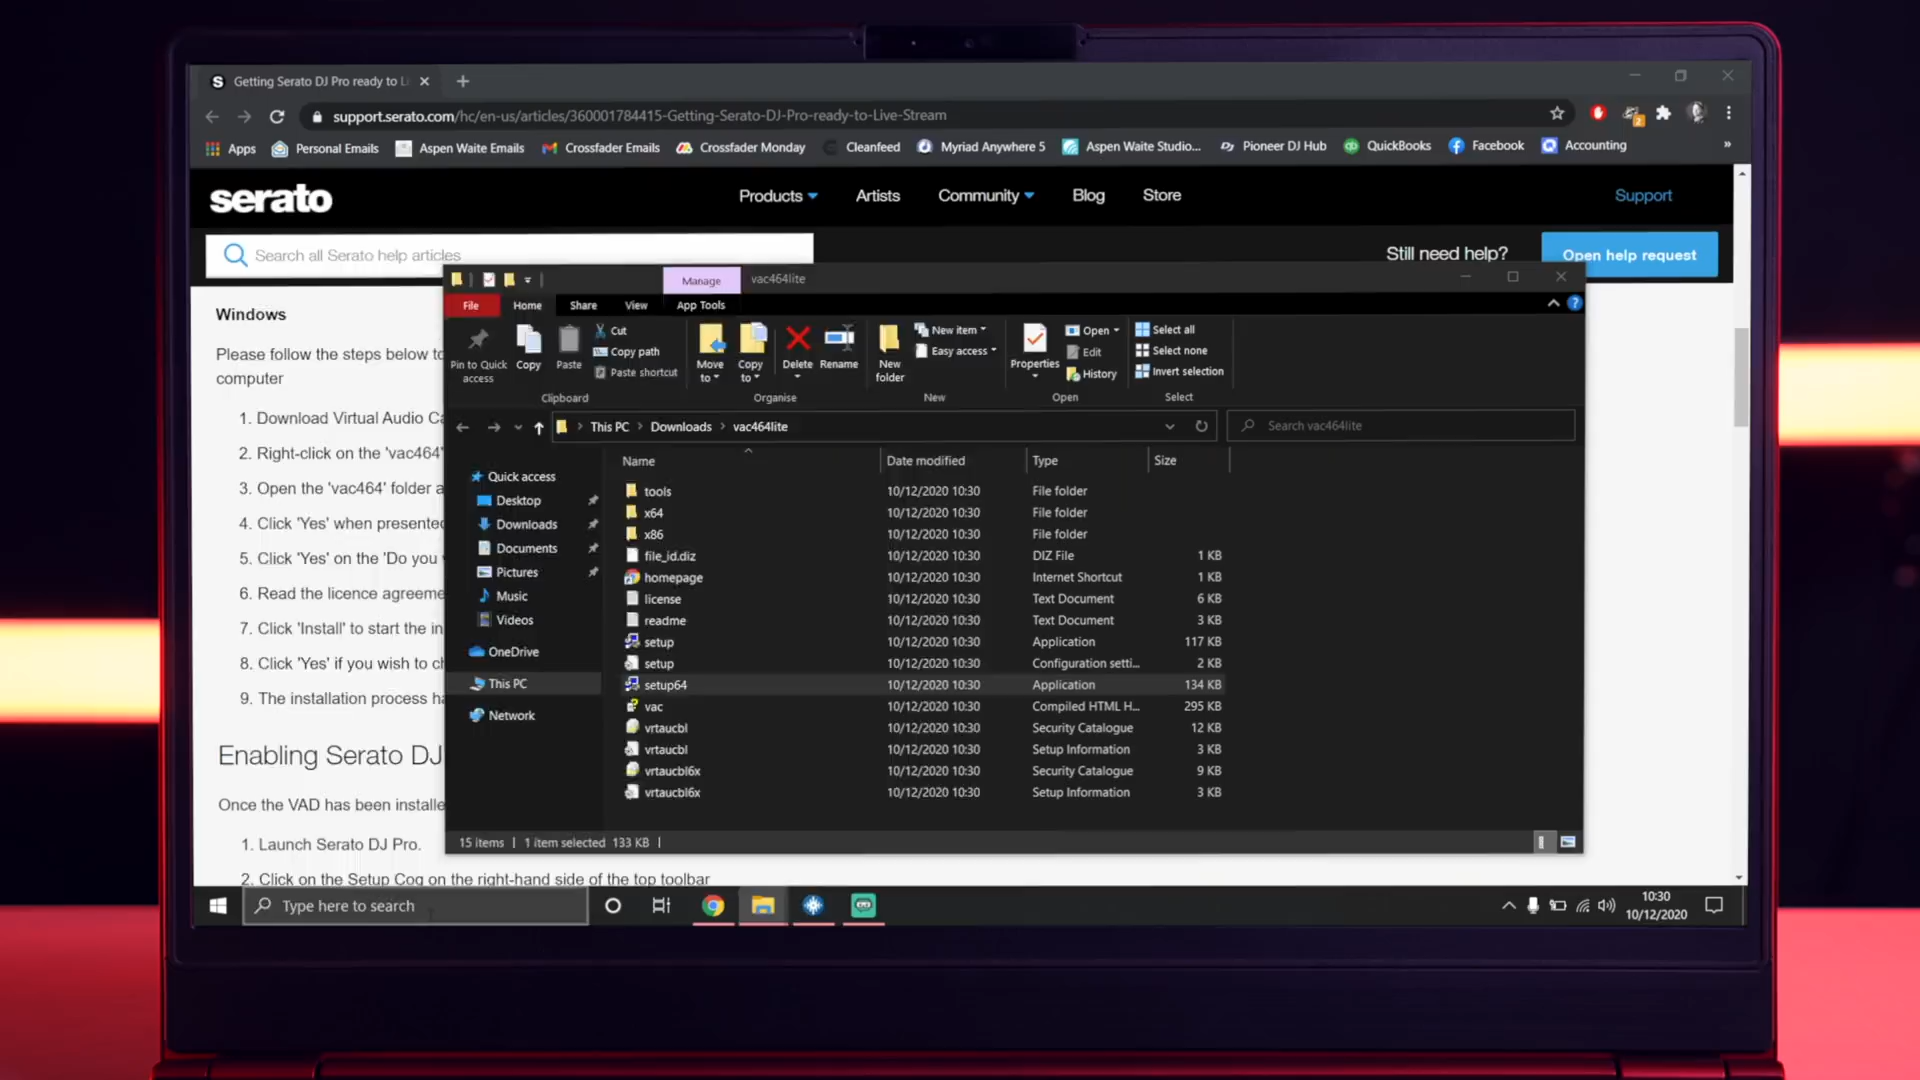 Getting Serato DJ Pro ready to Li
support.serato.com/hc/en-us/articles/360001784415-Getting-Serato-DJ-Pro-ready-to-Live-Stream
Apps Personal Emails Aspen Waite Emails Crossfader Emails Crossfader Monday Cleanfeed Myriad Anywhere 5 Aspen Waite Studio... Pioneer DJ Hub QuickBooks Facebook Accounting »
serato Products Artists Community Blog Store Support
Search all Serato help articles Still need help? Open help request
Manage vac464lite
File Home Share View App Tools
Pin to Quick access
Copy
Paste
Cut
Copy path
Paste shortcut
Clipboard
Move to
Copy to
Delete
Rename
Organise
New folder
New item
Easy access
New
Properties
Open
Edit
History
Open
Select all
Select none
Invert selection
Select
This PC > Downloads > vac464lite Search vac464lite
Quick access
Desktop
Downloads
Documents
Pictures
Music
Videos
OneDrive
This PC
Network
Name Date modified Type Size
tools 10/12/2020 10:30 File folder
x64 10/12/2020 10:30 File folder
x86 10/12/2020 10:30 File folder
file_id.diz 10/12/2020 10:30 DIZ File 1 KB
homepage 10/12/2020 10:30 Internet Shortcut 1 KB
license 10/12/2020 10:30 Text Document 6 KB
readme 10/12/2020 10:30 Text Document 3 KB
setup 10/12/2020 10:30 Application 117 KB
setup 10/12/2020 10:30 Configuration setti... 2 KB
setup64 10/12/2020 10:30 Application 134 KB
vac 10/12/2020 10:30 Compiled HTML H... 295 KB
vrtaucbl 10/12/2020 10:30 Security Catalogue 12 KB
vrtaucbl 10/12/2020 10:30 Setup Information 3 KB
vrtaucbl6x 10/12/2020 10:30 Security Catalogue 9 KB
vrtaucbl6x 10/12/2020 10:30 Setup Information 3 KB
15 items 1 item selected 133 KB
Windows
Please follow the steps below to
computer
1. Download Virtual Audio Ca
2. Right-click on the 'vac464'
3. Open the 'vac464' folder a
4. Click 'Yes' when presented
5. Click 'Yes' on the 'Do you
6. Read the licence agreeme
7. Click 'Install' to start the in
8. Click 'Yes' if you wish to ch
9. The installation process ha
Enabling Serato DJ
Once the VAD has been installe
1. Launch Serato DJ Pro.
2. Click on the Setup Cog on the right-hand side of the top toolbar
Type here to search
10:30
10/12/2020